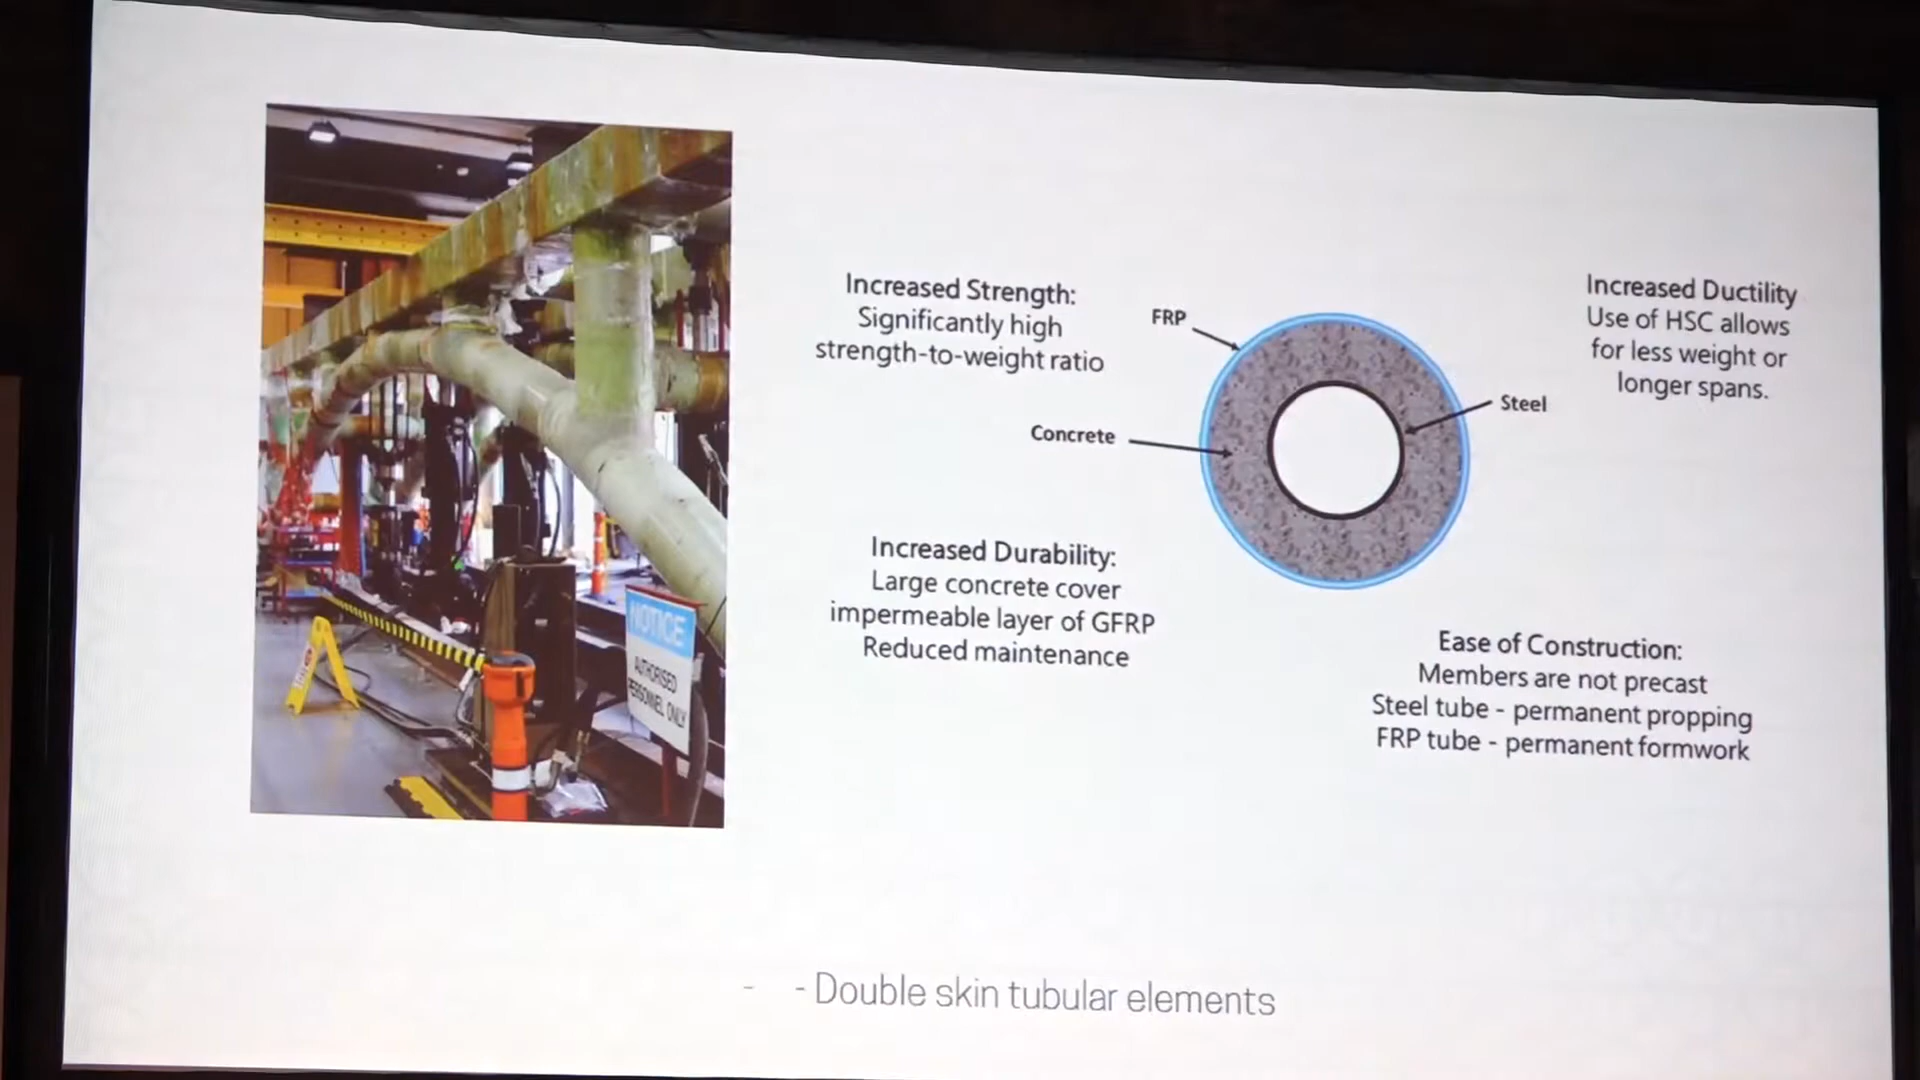 Increased Strength:
Significantly high
strength-to-weight ratio
FRP
Increased Ductility
Use of HSC allows
for less weight or
longer spans.
Steel
Concrete
Increased Durability:
Large concrete cover
impermeable layer of GFRP
Reduced maintenance
Ease of Construction:
Members are not precast
Steel tube - permanent propping
FRP tube - permanent formwork
NOTICE
AUTHORISED
PERSONNEL ONLY
- - Double skin tubular elements